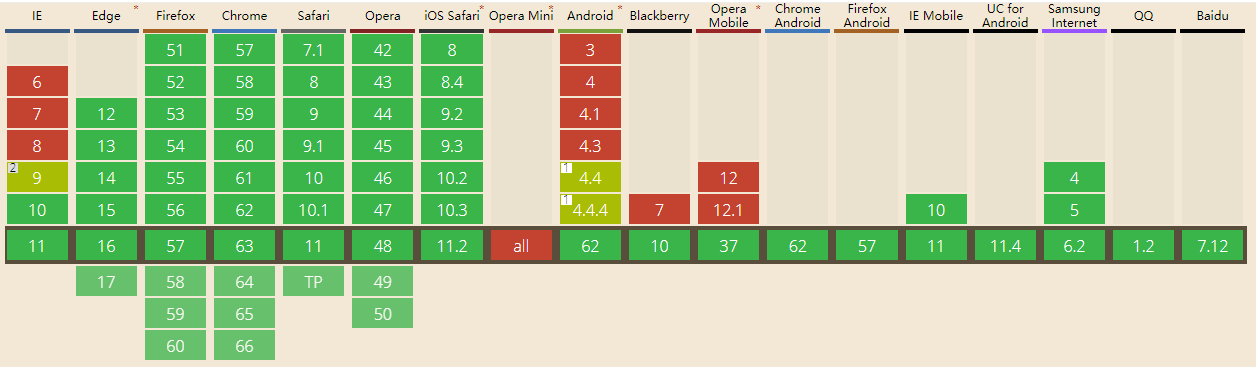 IE Edge * Firefox Chrome Safari Opera iOS Safari * Opera Mini * Android * Blackberry Opera Mobile * Chrome Android Firefox Android IE Mobile UC for Android Samsung Internet QQ Baidu
51 57 7.1 42 8 3
6 52 58 8 43 8.4 4
7 12 53 59 9 44 9.2 4.1
8 13 54 60 9.1 45 9.3 4.3
2 9 14 55 61 10 46 10.2 1 4.4 12 4
10 15 56 62 10.1 47 10.3 1 4.4.4 7 12.1 10 5
11 16 57 63 11 48 11.2 all 62 10 37 62 57 11 11.4 6.2 1.2 7.12
17 58 64 TP 49
59 65 50
60 66